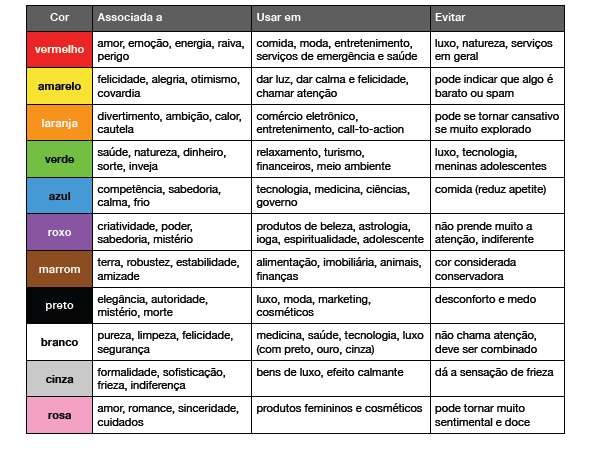 Cor Associada a Usar em Evitar
vermelho amor, emoção, energia, raiva, comida, moda, entretenimento, luxo, natureza, serviços
perigo serviços de emergência e saúde em geral
amarelo felicidade, alegria, otimismo, dar luz, dar calma e felicidade, pode indicar que algo é
covardia chamar atenção barato ou spam
laranja divertimento, ambição, calor, comércio eletrônico, pode se tornar cansativo
cautela entretenimento, call-to-action se muito explorado
verde saúde, natureza, dinheiro, relaxamento, turismo, luxo, tecnologia,
sorte, inveja financeiros, meio ambiente meninas adolescentes
azul competência, sabedoria, tecnologia, medicina, ciências, comida (reduz apetite)
calma, frio governo
roxo criatividade, poder, produtos de beleza, astrologia, não prende muito a
sabedoria, mistério ioga, espiritualidade, adolescente atenção, indiferente
marrom terra, robustez, estabilidade, alimentação, imobiliária, animais, cor considerada
amizade finanças conservadora
preto elegância, autoridade, luxo, moda, marketing, desconforto e medo
mistério, morte cosméticos
branco pureza, limpeza, felicidade, medicina, saúde, tecnologia, luxo não chama atenção,
segurança (com preto, ouro, cinza) deve ser combinado
cinza formalidade, sofisticação, bens de luxo, efeito calmante dá a sensação de frieza
frieza, indiferença
rosa amor, romance, sinceridade, produtos femininos e cosméticos pode tornar muito
cuidados sentimental e doce